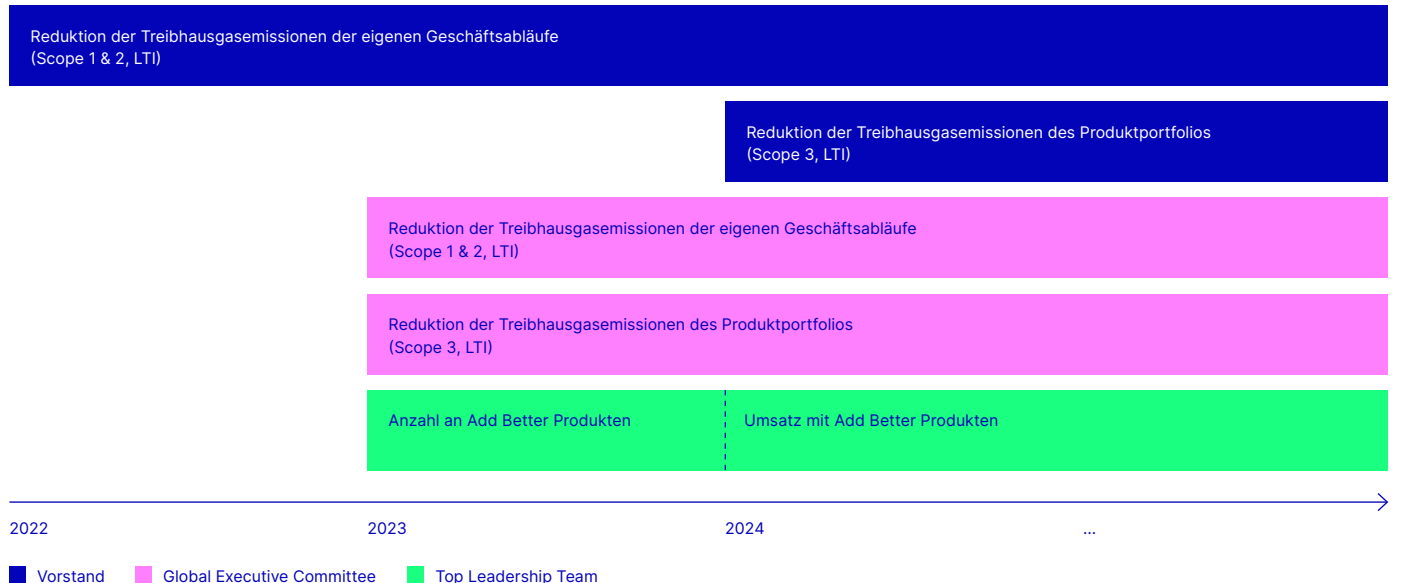 Reduktion der Treibhausgasemissionen der eigenen Geschäftsabläufe
(Scope 1 & 2, LTI)
Reduktion der Treibhausgasemissionen des Produktportfolios
(Scope 3, LTI)
Reduktion der Treibhausgasemissionen der eigenen Geschäftsabläufe
(Scope 1 & 2, LTI)
Reduktion der Treibhausgasemissionen des Produktportfolios
(Scope 3, LTI)
Anzahl an Add Better Produkten Umsatz mit Add Better Produkten
2022 2023 2024 ...
Vorstand Global Executive Committee Top Leadership Team